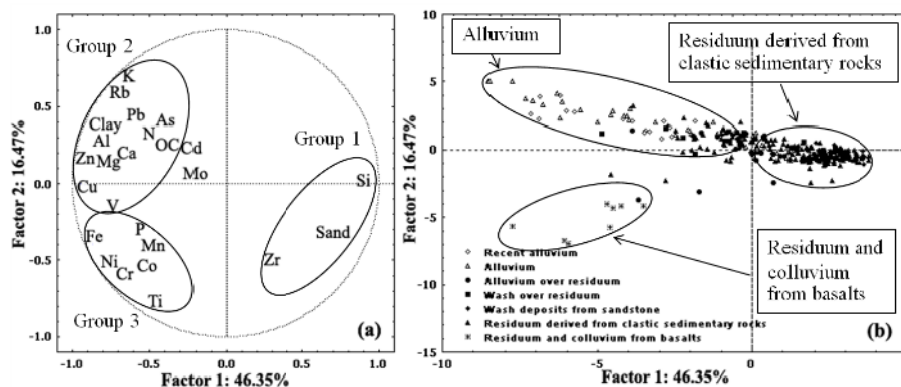 Factor 2: 16.47%
1.0
0.5
0.0
-0.5
-1.0
Group 2
K
Rb
Pb
As
Clay
N
Al
OC Cd
Zn
Mg
Ca
Mo
Cu
V
Fe
P
Mn
Ni
Cr
Co
Ti
Group 3
Group 1
Si
Sand
Zr
(a)
-1.0
-0.5
0.0
0.5
1.0
Factor 1: 46.35%
Factor 2: 16.47%
10
5
0
-5
-10
-15
Alluvium
Residuum derived from
clastic sedimentary rocks
Residuum and
colluvium
from basalts
Recent alluvium
Alluvium
Alluvium over residuum
Wash over residuum
Wash deposits from sandstone
Residuum derived from clastic sedimentary rocks
Residuum and colluvium from basalts
(b)
-10
-5
0
Factor 1: 46.35%